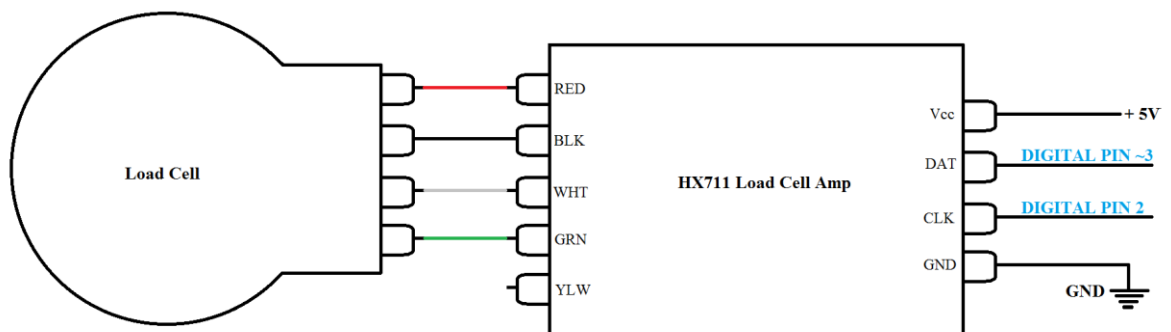 Load Cell
RED
BLK
WHT
GRN
YLW
HX711 Load Cell Amp
Vcc
+ 5V
DAT
DIGITAL PIN ~3
CLK
DIGITAL PIN 2
GND
GND